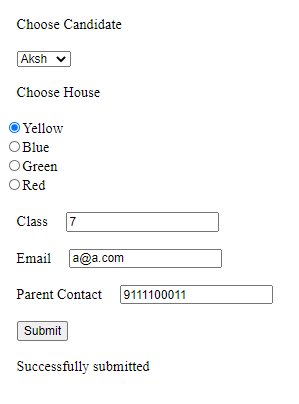 Choose Candidate
Aksh
Choose House
Yellow
Blue
Green
Red
Class 7
Email a@a.com
Parent Contact 9111100011
Submit
Successfully submitted